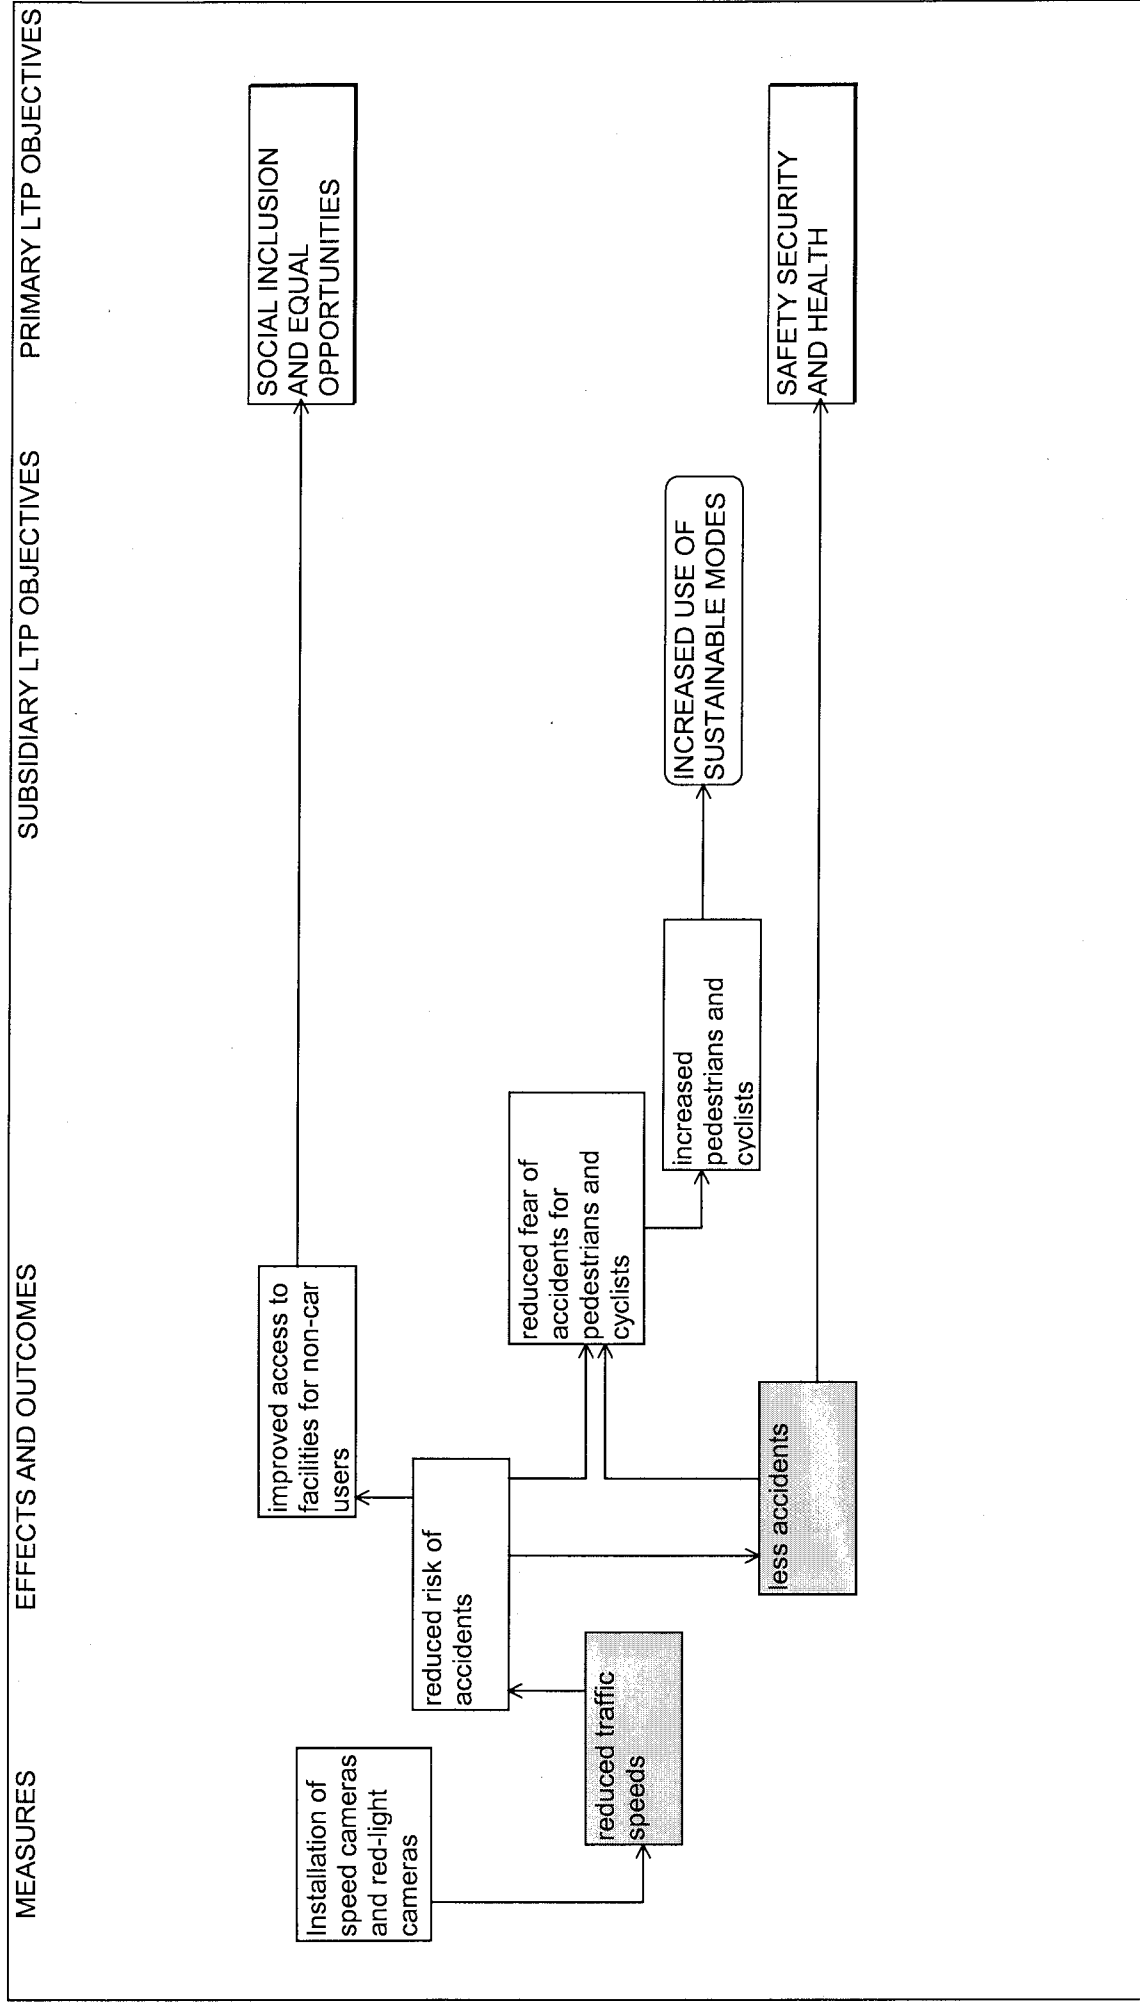 MEASURES
EFFECTS AND OUTCOMES
SUBSIDIARY LTP OBJECTIVES
PRIMARY LTP OBJECTIVES
Installation of
speed cameras
and red-light
cameras
reduced traffic
speeds
reduced risk of
accidents
improved access to
facilities for non-car
users
less accidents
reduced fear of
accidents for
pedestrians and
cyclists
increased
pedestrians and
cyclists
INCREASED USE OF
SUSTAINABLE MODES
SOCIAL INCLUSION
AND EQUAL
OPPORTUNITIES
SAFETY SECURITY
AND HEALTH